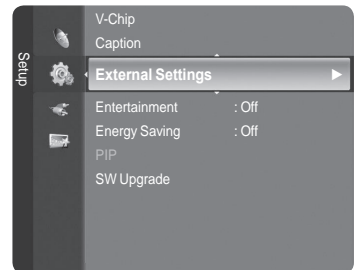 Setup
V-Chip
Caption
External Settings
Entertainment : Off
Energy Saving : Off
PIP
SW Upgrade